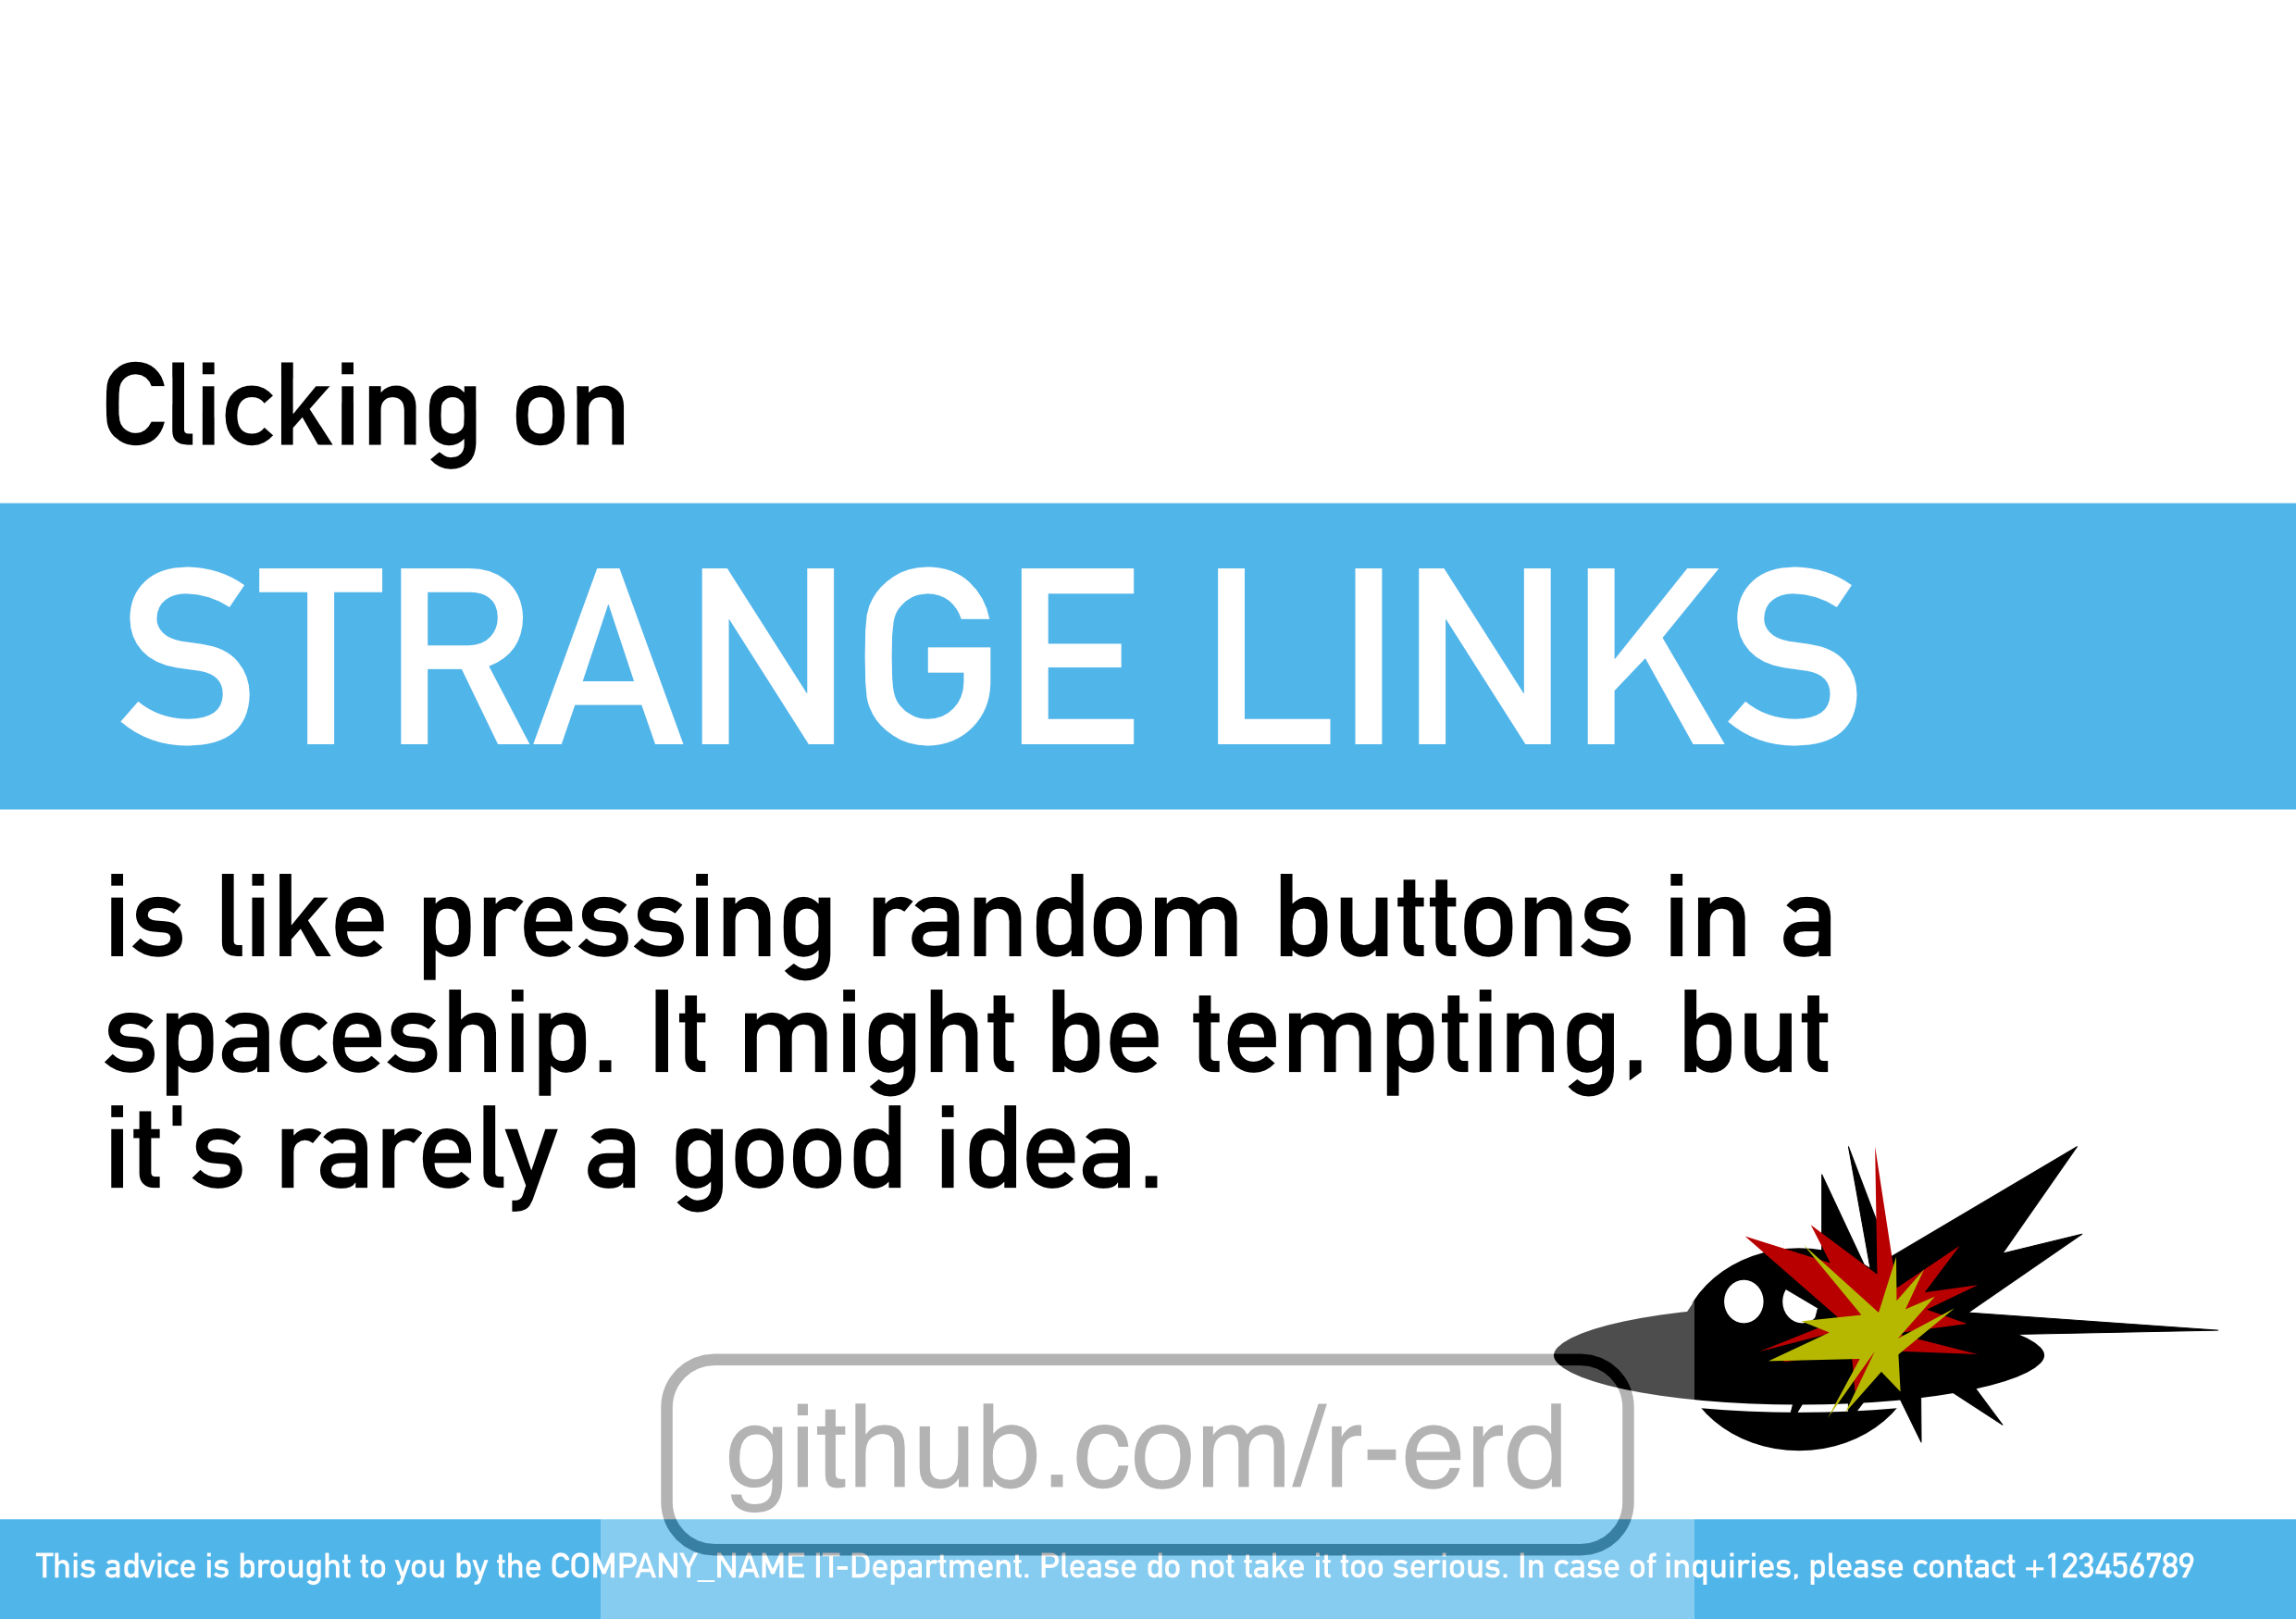 Clicking on
STRANGE LINKS
is like pressing random buttons in a
spaceship. It might be tempting, but
it's rarely a good idea.
github.com/r-erd
This advice is brought to you by the COMPANY_NAME IT-Department. Please do not take it too serious. In case of inquiries, please contact +123456789